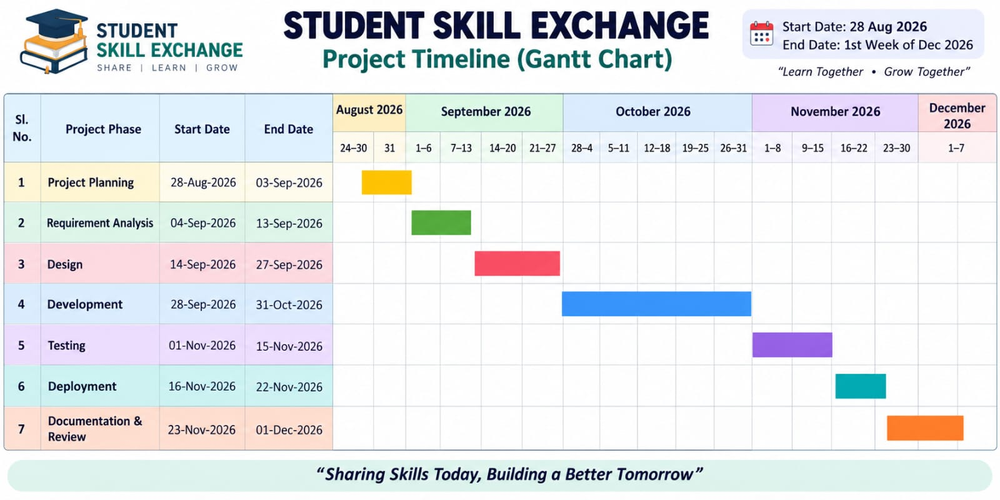 STUDENT
SKILL EXCHANGE
SHARE | LEARN | GROW
STUDENT SKILL EXCHANGE
Project Timeline (Gantt Chart)
Start Date: 28 Aug 2026
End Date: 1st Week of Dec 2026
“Learn Together • Grow Together”
Sl. No. Project Phase Start Date End Date August 2026 September 2026 October 2026 November 2026 December 2026
24–30 31 1–6 7–13 14–20 21–27 28–4 5–11 12–18 19–25 26–31 1–8 9–15 16–22 23–30 1–7
1 Project Planning 28-Aug-2026 03-Sep-2026
2 Requirement Analysis 04-Sep-2026 13-Sep-2026
3 Design 14-Sep-2026 27-Sep-2026
4 Development 28-Sep-2026 31-Oct-2026
5 Testing 01-Nov-2026 15-Nov-2026
6 Deployment 16-Nov-2026 22-Nov-2026
7 Documentation & Review 23-Nov-2026 01-Dec-2026
“Sharing Skills Today, Building a Better Tomorrow”